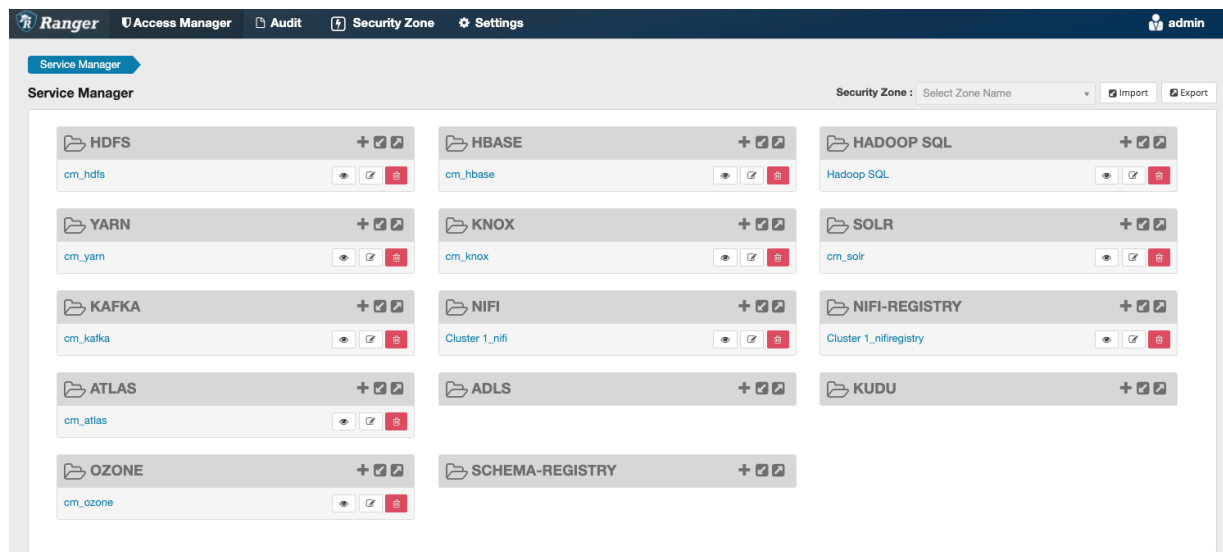 Ranger Access Manager Audit Security Zone Settings admin
Service Manager
Service Manager Security Zone : Select Zone Name Import Export
HDFS HBASE HADOOP SQL
cm_hdfs cm_hbase Hadoop SQL
YARN KNOX SOLR
cm_yarn cm_knox cm_solr
KAFKA NIFI NIFI-REGISTRY
cm_kafka Cluster 1_nifi Cluster 1_nifiregistry
ATLAS ADLS KUDU
cm_atlas
OZONE SCHEMA-REGISTRY
cm_ozone